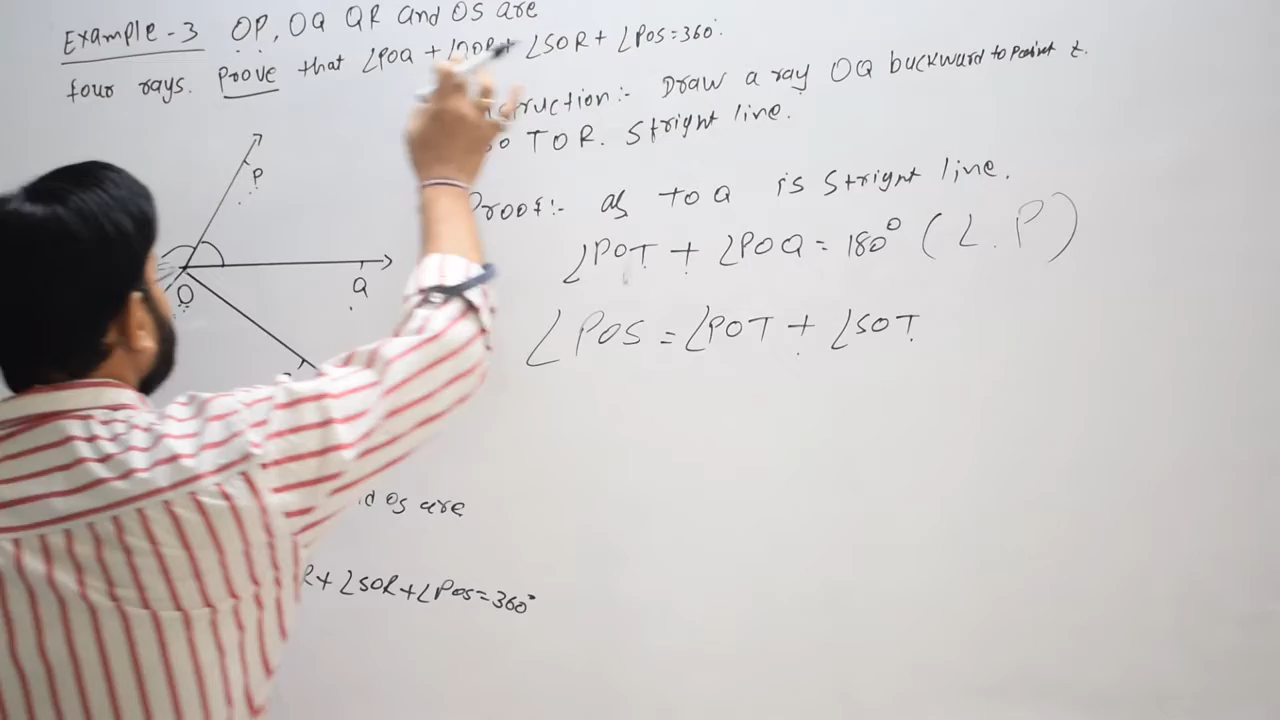 Example-3 OP, OQ QR and OS are
four rays. Prove that ∠POQ + ∠QOR + ∠SOR + ∠POS = 360°.
nstruction:- Draw a ray OQ buckward to point t.
so TOR. Stright line.
Proof:- as TOQ is Stright line.
∠POT + ∠POQ = 180° (L.P)
∠POS = ∠POT + ∠SOT
P
O
Q
d Os are
R+∠SOR+∠POS=360°